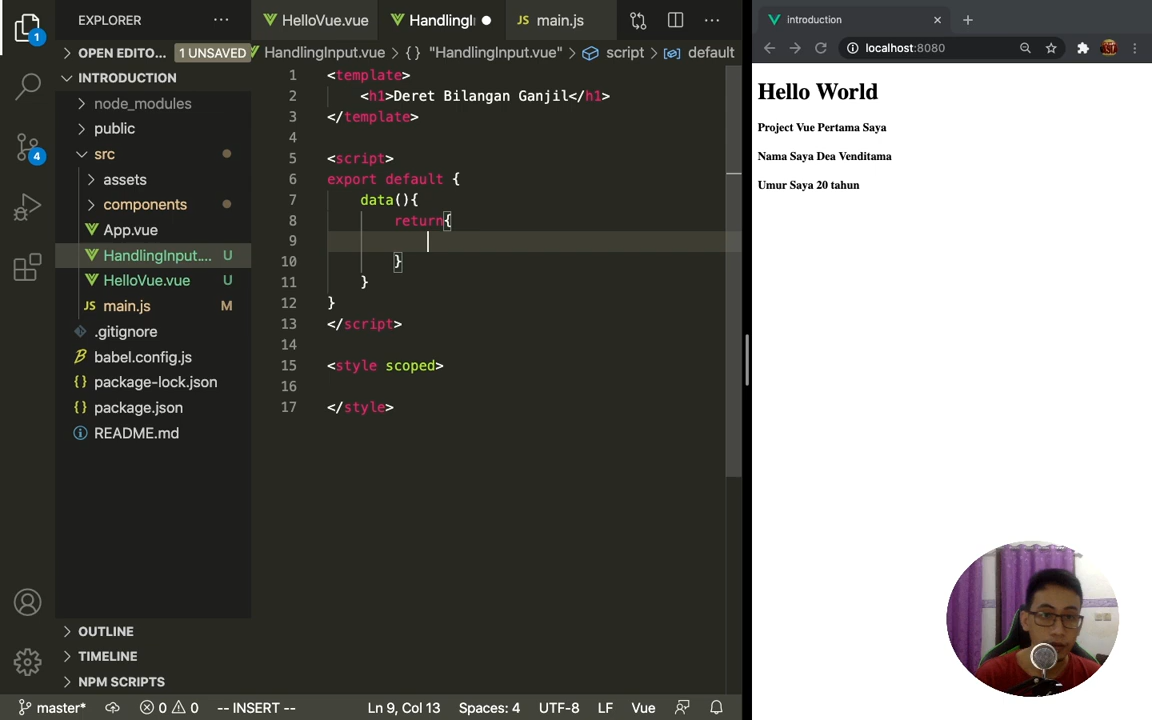 EXPLORER
HelloVue.vue
HandlingI
JS main.js
OPEN EDITO... 1 UNSAVED
HandlingInput.vue > {} "HandlingInput.vue" > script > default
INTRODUCTION
node_modules
public
src
assets
components
App.vue
HandlingInput.... U
HelloVue.vue U
JS main.js M
.gitignore
babel.config.js
{} package-lock.json
{} package.json
README.md
OUTLINE
TIMELINE
NPM SCRIPTS
1
4
1 <template>
2 <h1>Deret Bilangan Ganjil</h1>
3 </template>
4
5 <script>
6 export default {
7 data(){
8 return{
9
10 }
11 }
12 }
13 </script>
14
15 <style scoped>
16
17 </style>
master* 0 0 -- INSERT -- Ln 9, Col 13 Spaces: 4 UTF-8 LF Vue
introduction
localhost:8080
Hello World
Project Vue Pertama Saya
Nama Saya Dea Venditama
Umur Saya 20 tahun